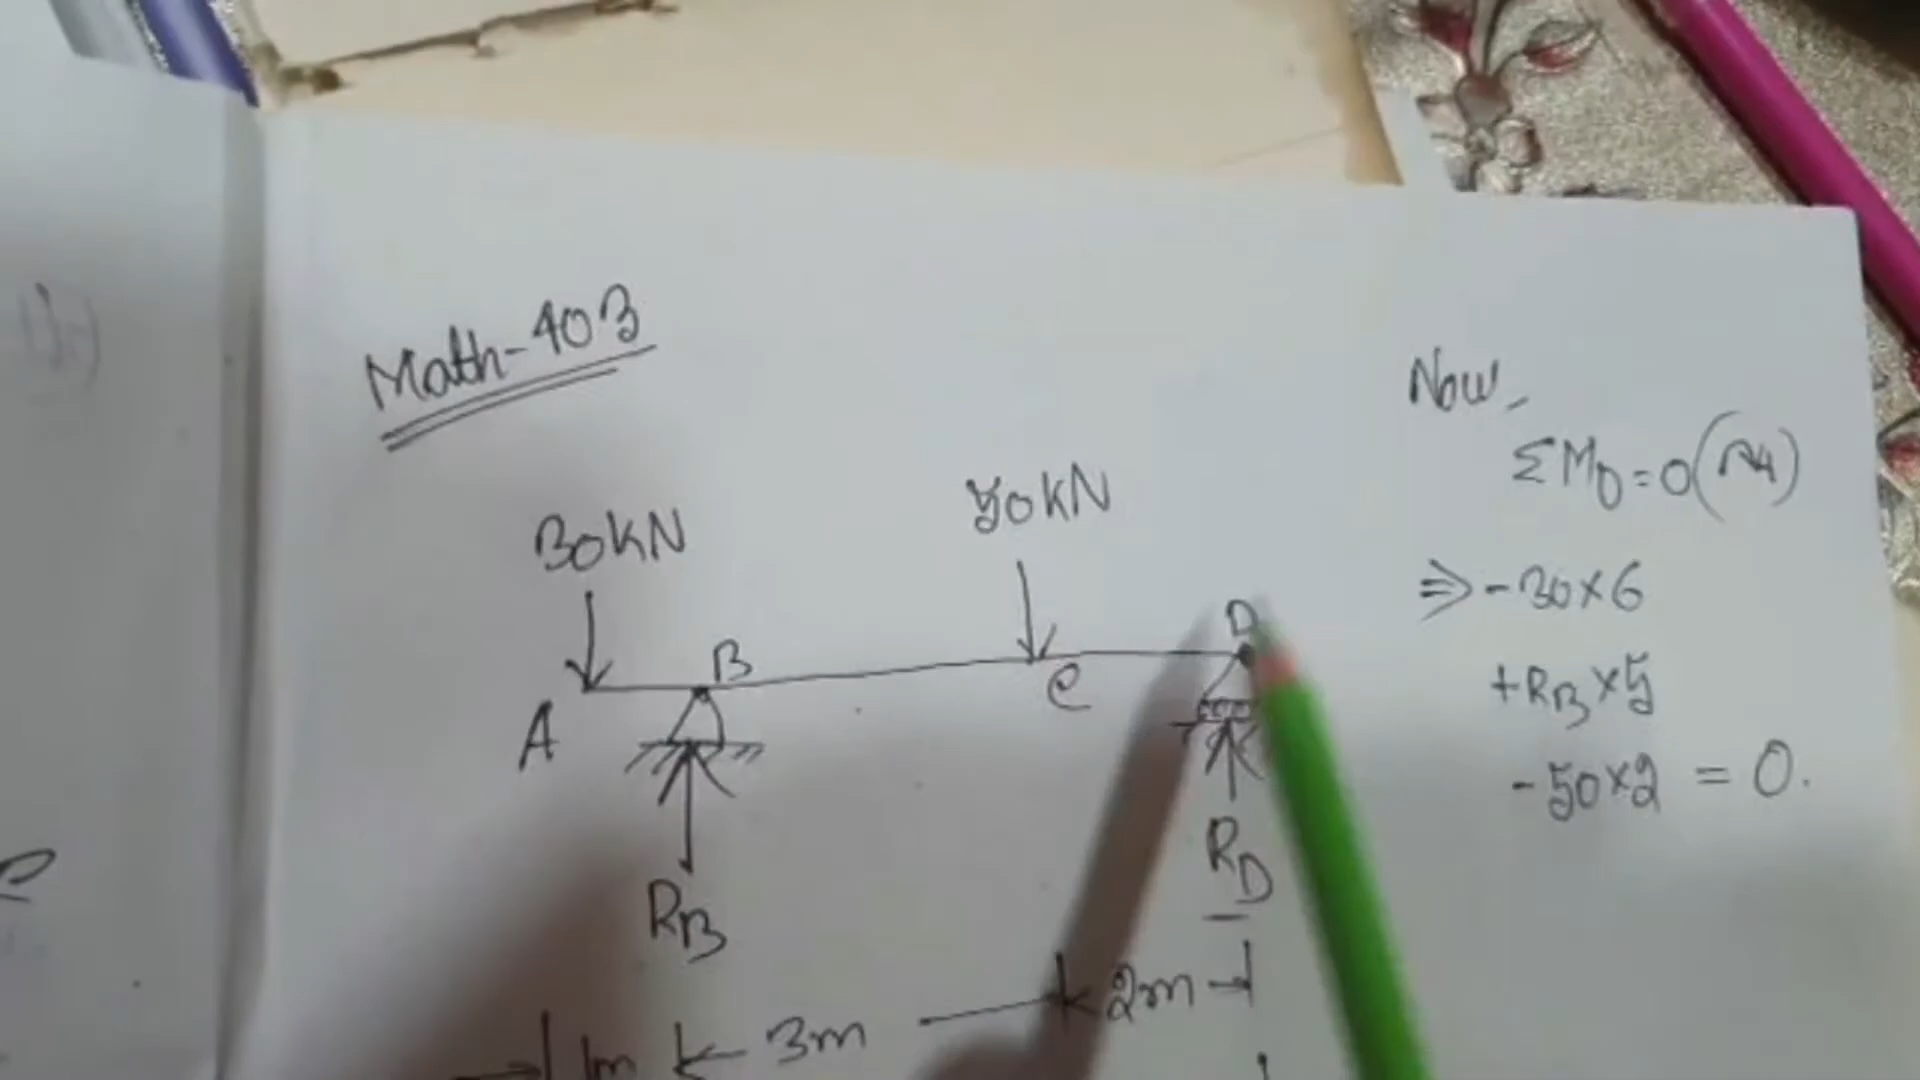 Math-403
30kN
50kN
A
B
C
D
RB
RD
1m
3m
2m
Now,
ΣMD=0
⇒ -30×6
+RB×5
-50×2 = 0.